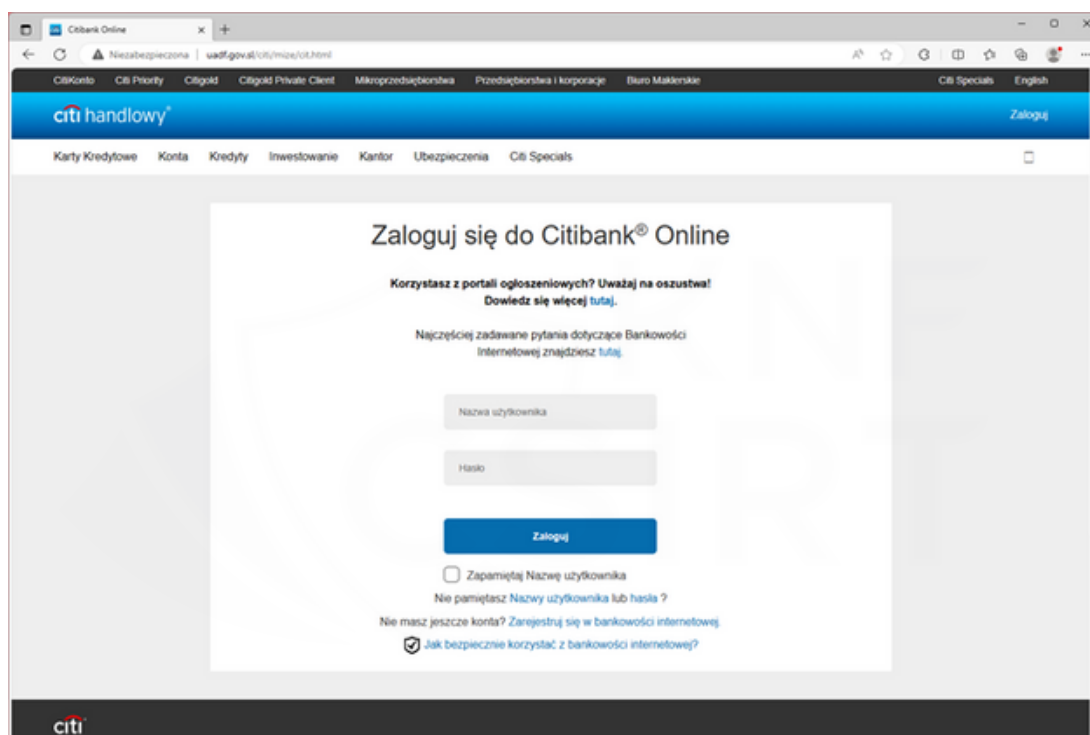 Citibank Online
Niezabezpieczona | uadf.gov.sl/citi/mize/cit.html
CitiKonto Citi Priority Citigold Citigold Private Client Mikroprzedsiębiorstwa Przedsiębiorstwa i korporacje Biuro Maklerskie Citi Specials English
citi handlowy® Zaloguj
Karty Kredytowe Konta Kredyty Inwestowanie Kantor Ubezpieczenia Citi Specials
Zaloguj się do Citibank® Online
Korzystasz z portali ogłoszeniowych? Uważaj na oszustwa!
Dowiedz się więcej tutaj.
Najczęściej zadawane pytania dotyczące Bankowości
Internetowej znajdziesz tutaj.
KNF
CSIRT
Nazwa użytkownika
Hasło
Zaloguj
Zapamiętaj Nazwę użytkownika
Nie pamiętasz Nazwy użytkownika lub hasła ?
Nie masz jeszcze konta? Zarejestruj się w bankowości internetowej.
Jak bezpiecznie korzystać z bankowości internetowej?
citi